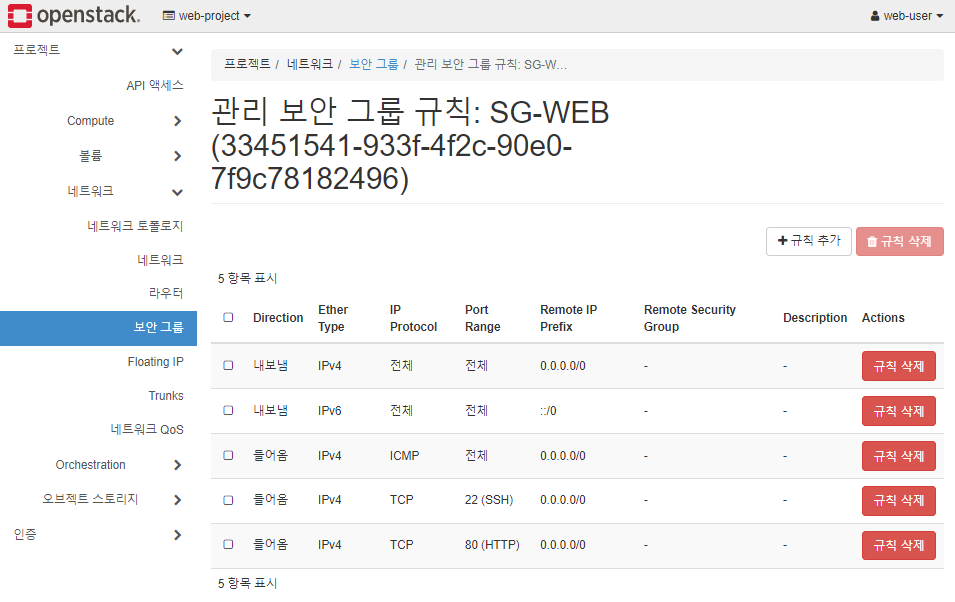 openstack. web-project web-user
프로젝트
API 액세스
Compute
볼륨
네트워크
네트워크 토폴로지
네트워크
라우터
보안 그룹
Floating IP
Trunks
네트워크 QoS
Orchestration
오브젝트 스토리지
인증
프로젝트 / 네트워크 / 보안 그룹 / 관리 보안 그룹 규칙: SG-W...
관리 보안 그룹 규칙: SG-WEB
(33451541-933f-4f2c-90e0-
7f9c78182496)
규칙 추가 규칙 삭제
5 항목 표시
Direction Ether Type IP Protocol Port Range Remote IP Prefix Remote Security Group Description Actions
내보냄 IPv4 전체 전체 0.0.0.0/0 - - 규칙 삭제
내보냄 IPv6 전체 전체 ::/0 - - 규칙 삭제
들어옴 IPv4 ICMP 전체 0.0.0.0/0 - - 규칙 삭제
들어옴 IPv4 TCP 22 (SSH) 0.0.0.0/0 - - 규칙 삭제
들어옴 IPv4 TCP 80 (HTTP) 0.0.0.0/0 - - 규칙 삭제
5 항목 표시